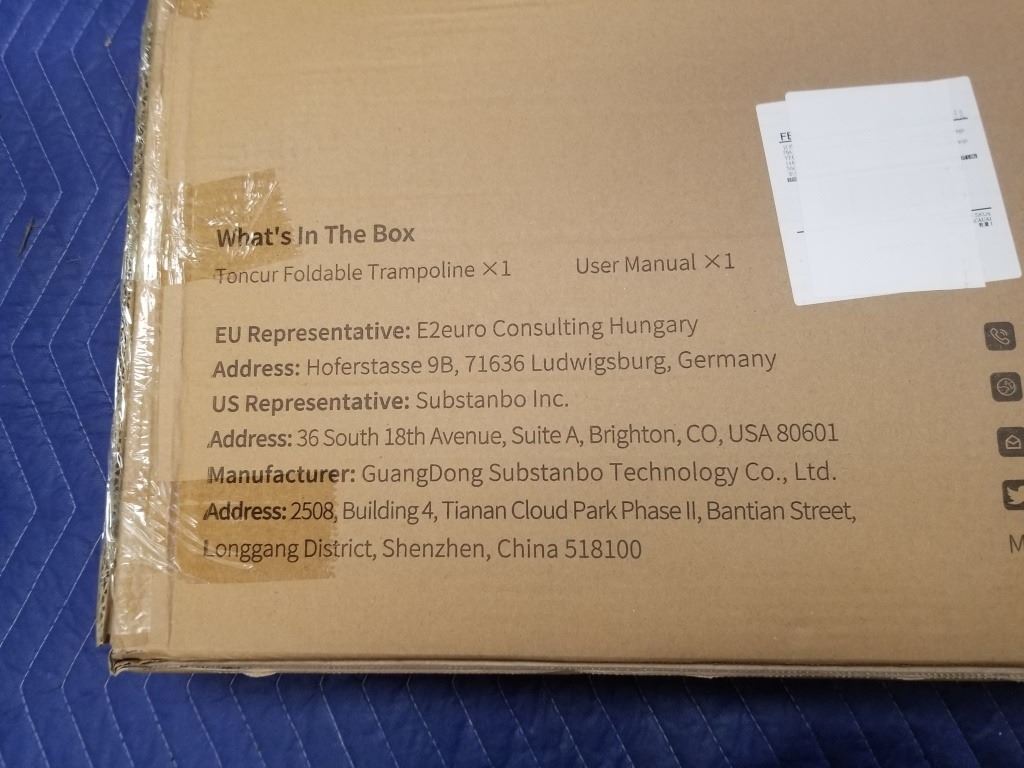 What's In The Box
Toncur Foldable Trampoline ×1 User Manual ×1
EU Representative: E2euro Consulting Hungary
Address: Hoferstasse 9B, 71636 Ludwigsburg, Germany
US Representative: Substanbo Inc.
Address: 36 South 18th Avenue, Suite A, Brighton, CO, USA 80601
Manufacturer: GuangDong Substanbo Technology Co., Ltd.
Address: 2508, Building 4, Tianan Cloud Park Phase II, Bantian Street,
Longgang District, Shenzhen, China 518100